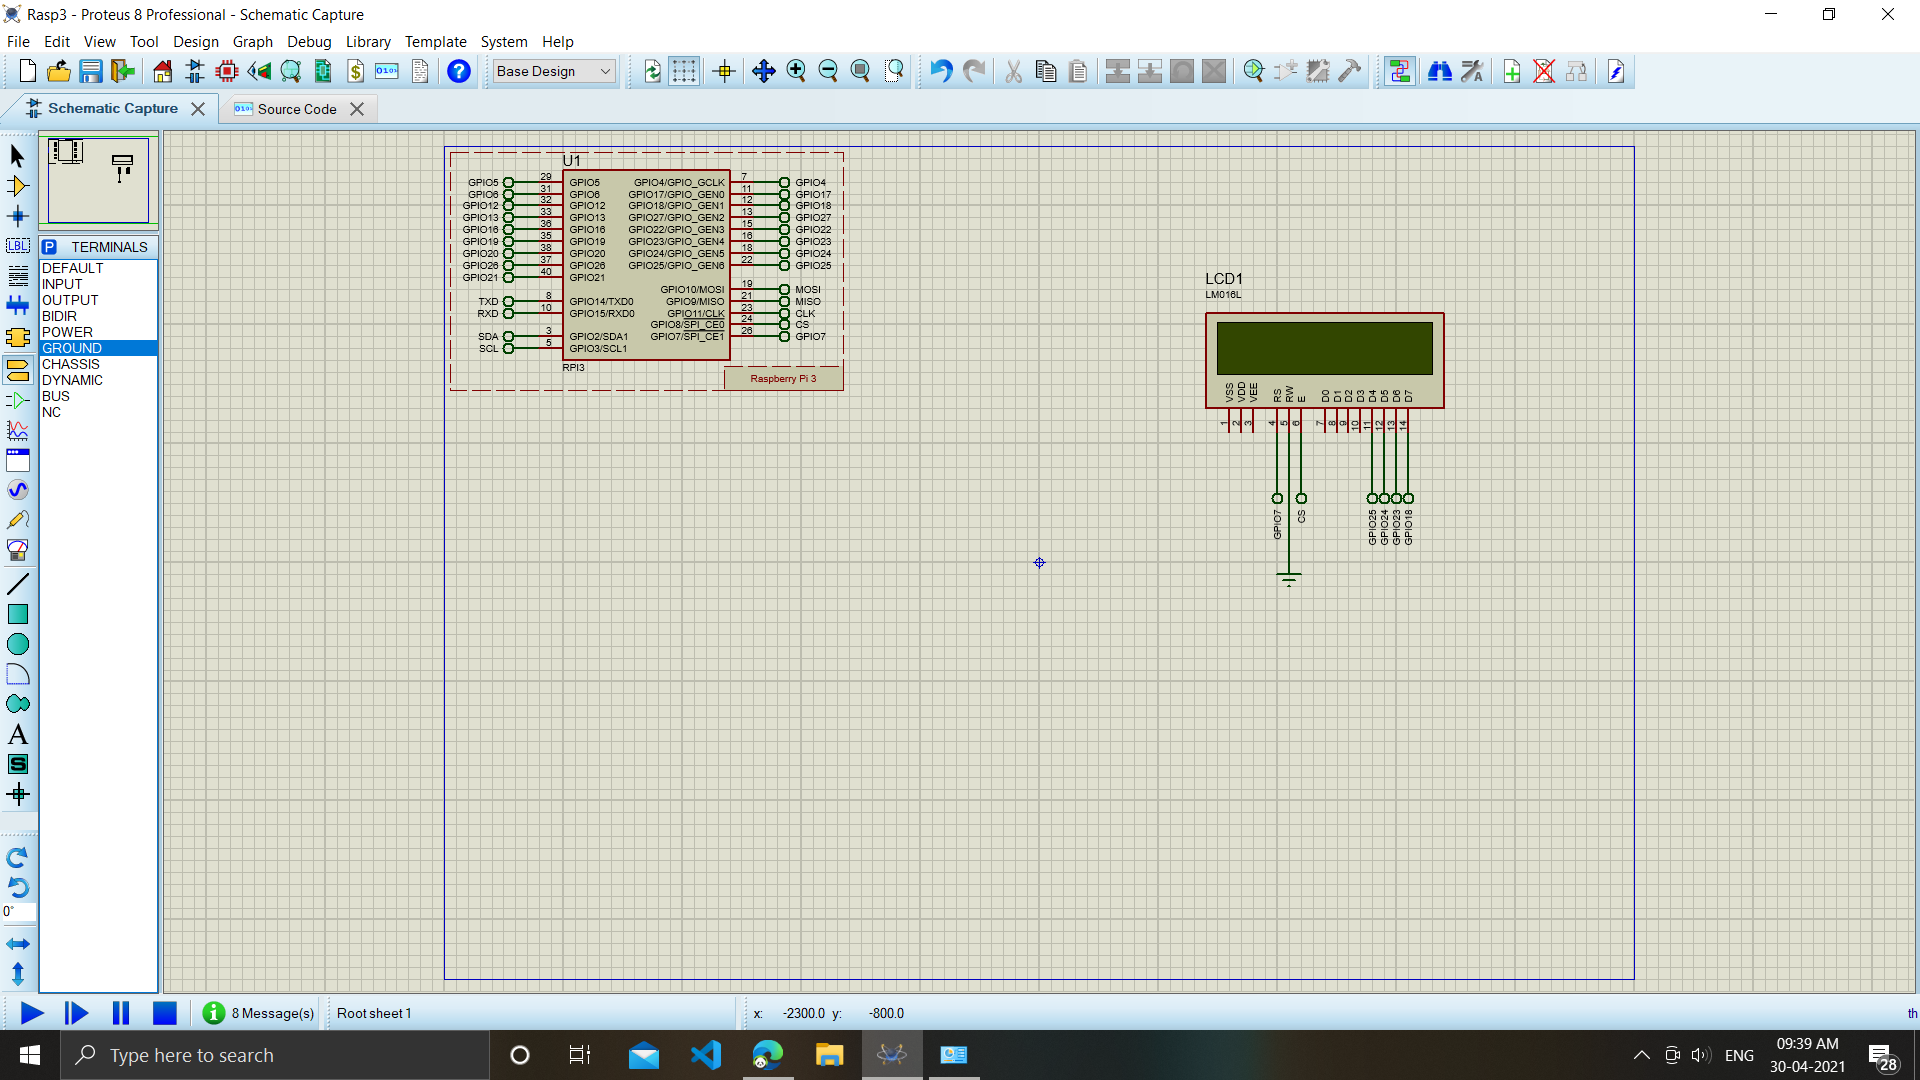 Rasp3 - Proteus 8 Professional - Schematic Capture
File Edit View Tool Design Graph Debug Library Template System Help
Base Design
Schematic Capture
Source Code
P TERMINALS
DEFAULT
INPUT
OUTPUT
BIDIR
POWER
GROUND
CHASSIS
DYNAMIC
BUS
NC
LBL
A
S
0°
U1
GPIO5 29 GPIO5 GPIO4/GPIO_GCLK 7 GPIO4
GPIO6 31 GPIO6 GPIO17/GPIO_GEN0 11 GPIO17
GPIO12 32 GPIO12 GPIO18/GPIO_GEN1 12 GPIO18
GPIO13 33 GPIO13 GPIO27/GPIO_GEN2 13 GPIO27
GPIO16 36 GPIO16 GPIO22/GPIO_GEN3 15 GPIO22
GPIO19 35 GPIO19 GPIO23/GPIO_GEN4 16 GPIO23
GPIO20 38 GPIO20 GPIO24/GPIO_GEN5 18 GPIO24
GPIO26 37 GPIO26 GPIO25/GPIO_GEN6 22 GPIO25
GPIO21 40 GPIO21
GPIO10/MOSI 19 MOSI
TXD 8 GPIO14/TXD0 GPIO9/MISO 21 MISO
RXD 10 GPIO15/RXD0 GPIO11/CLK 23 CLK
GPIO8/SPI_CE0 24 CS
SDA 3 GPIO2/SDA1 GPIO7/SPI_CE1 26 GPIO7
SCL 5 GPIO3/SCL1
RPI3
Raspberry Pi 3
LCD1
LM016L
VSS VDD VEE RS RW E D0 D1 D2 D3 D4 D5 D6 D7
1 2 3 4 5 6 7 8 9 10 11 12 13 14
GPIO7 CS GPIO25 GPIO24 GPIO23 GPIO18
8 Message(s)
Root sheet 1
x: -2300.0 y: -800.0
th
Type here to search
ENG
09:39 AM
30-04-2021
28